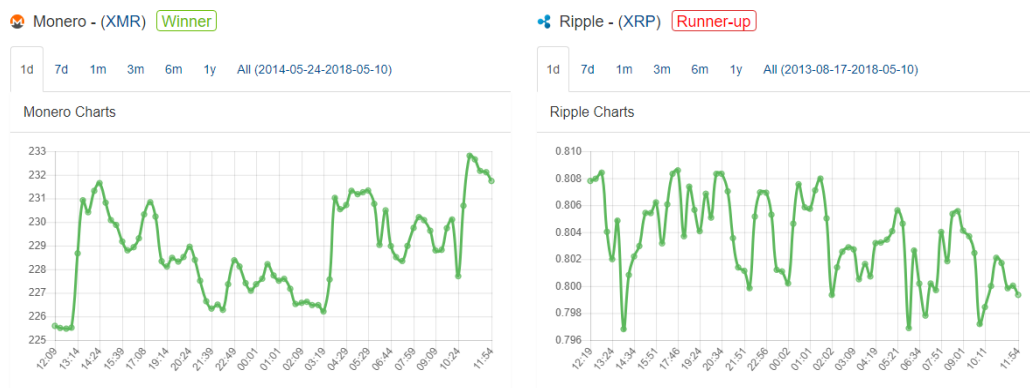 Monero - (XMR) Winner
1d 7d 1m 3m 6m 1y All (2014-05-24-2018-05-10)
Monero Charts
233
232
230
229
228
227
226
225
12:09 13:14 14:24 15:39 17:08 19:14 20:24 21:39 22:49 00:01 01:01 02:09 03:19 04:29 05:29 06:44 07:59 09:09 10:24 11:54
Ripple - (XRP) Runner-up
1d 7d 1m 3m 6m 1y All (2013-08-17-2018-05-10)
Ripple Charts
0.810
0.808
0.806
0.804
0.802
0.800
0.798
0.796
12:19 13:24 14:34 15:51 17:46 19:24 20:34 21:51 22:56 00:02 01:02 02:02 03:09 04:19 05:21 06:34 07:51 09:01 10:11 11:54